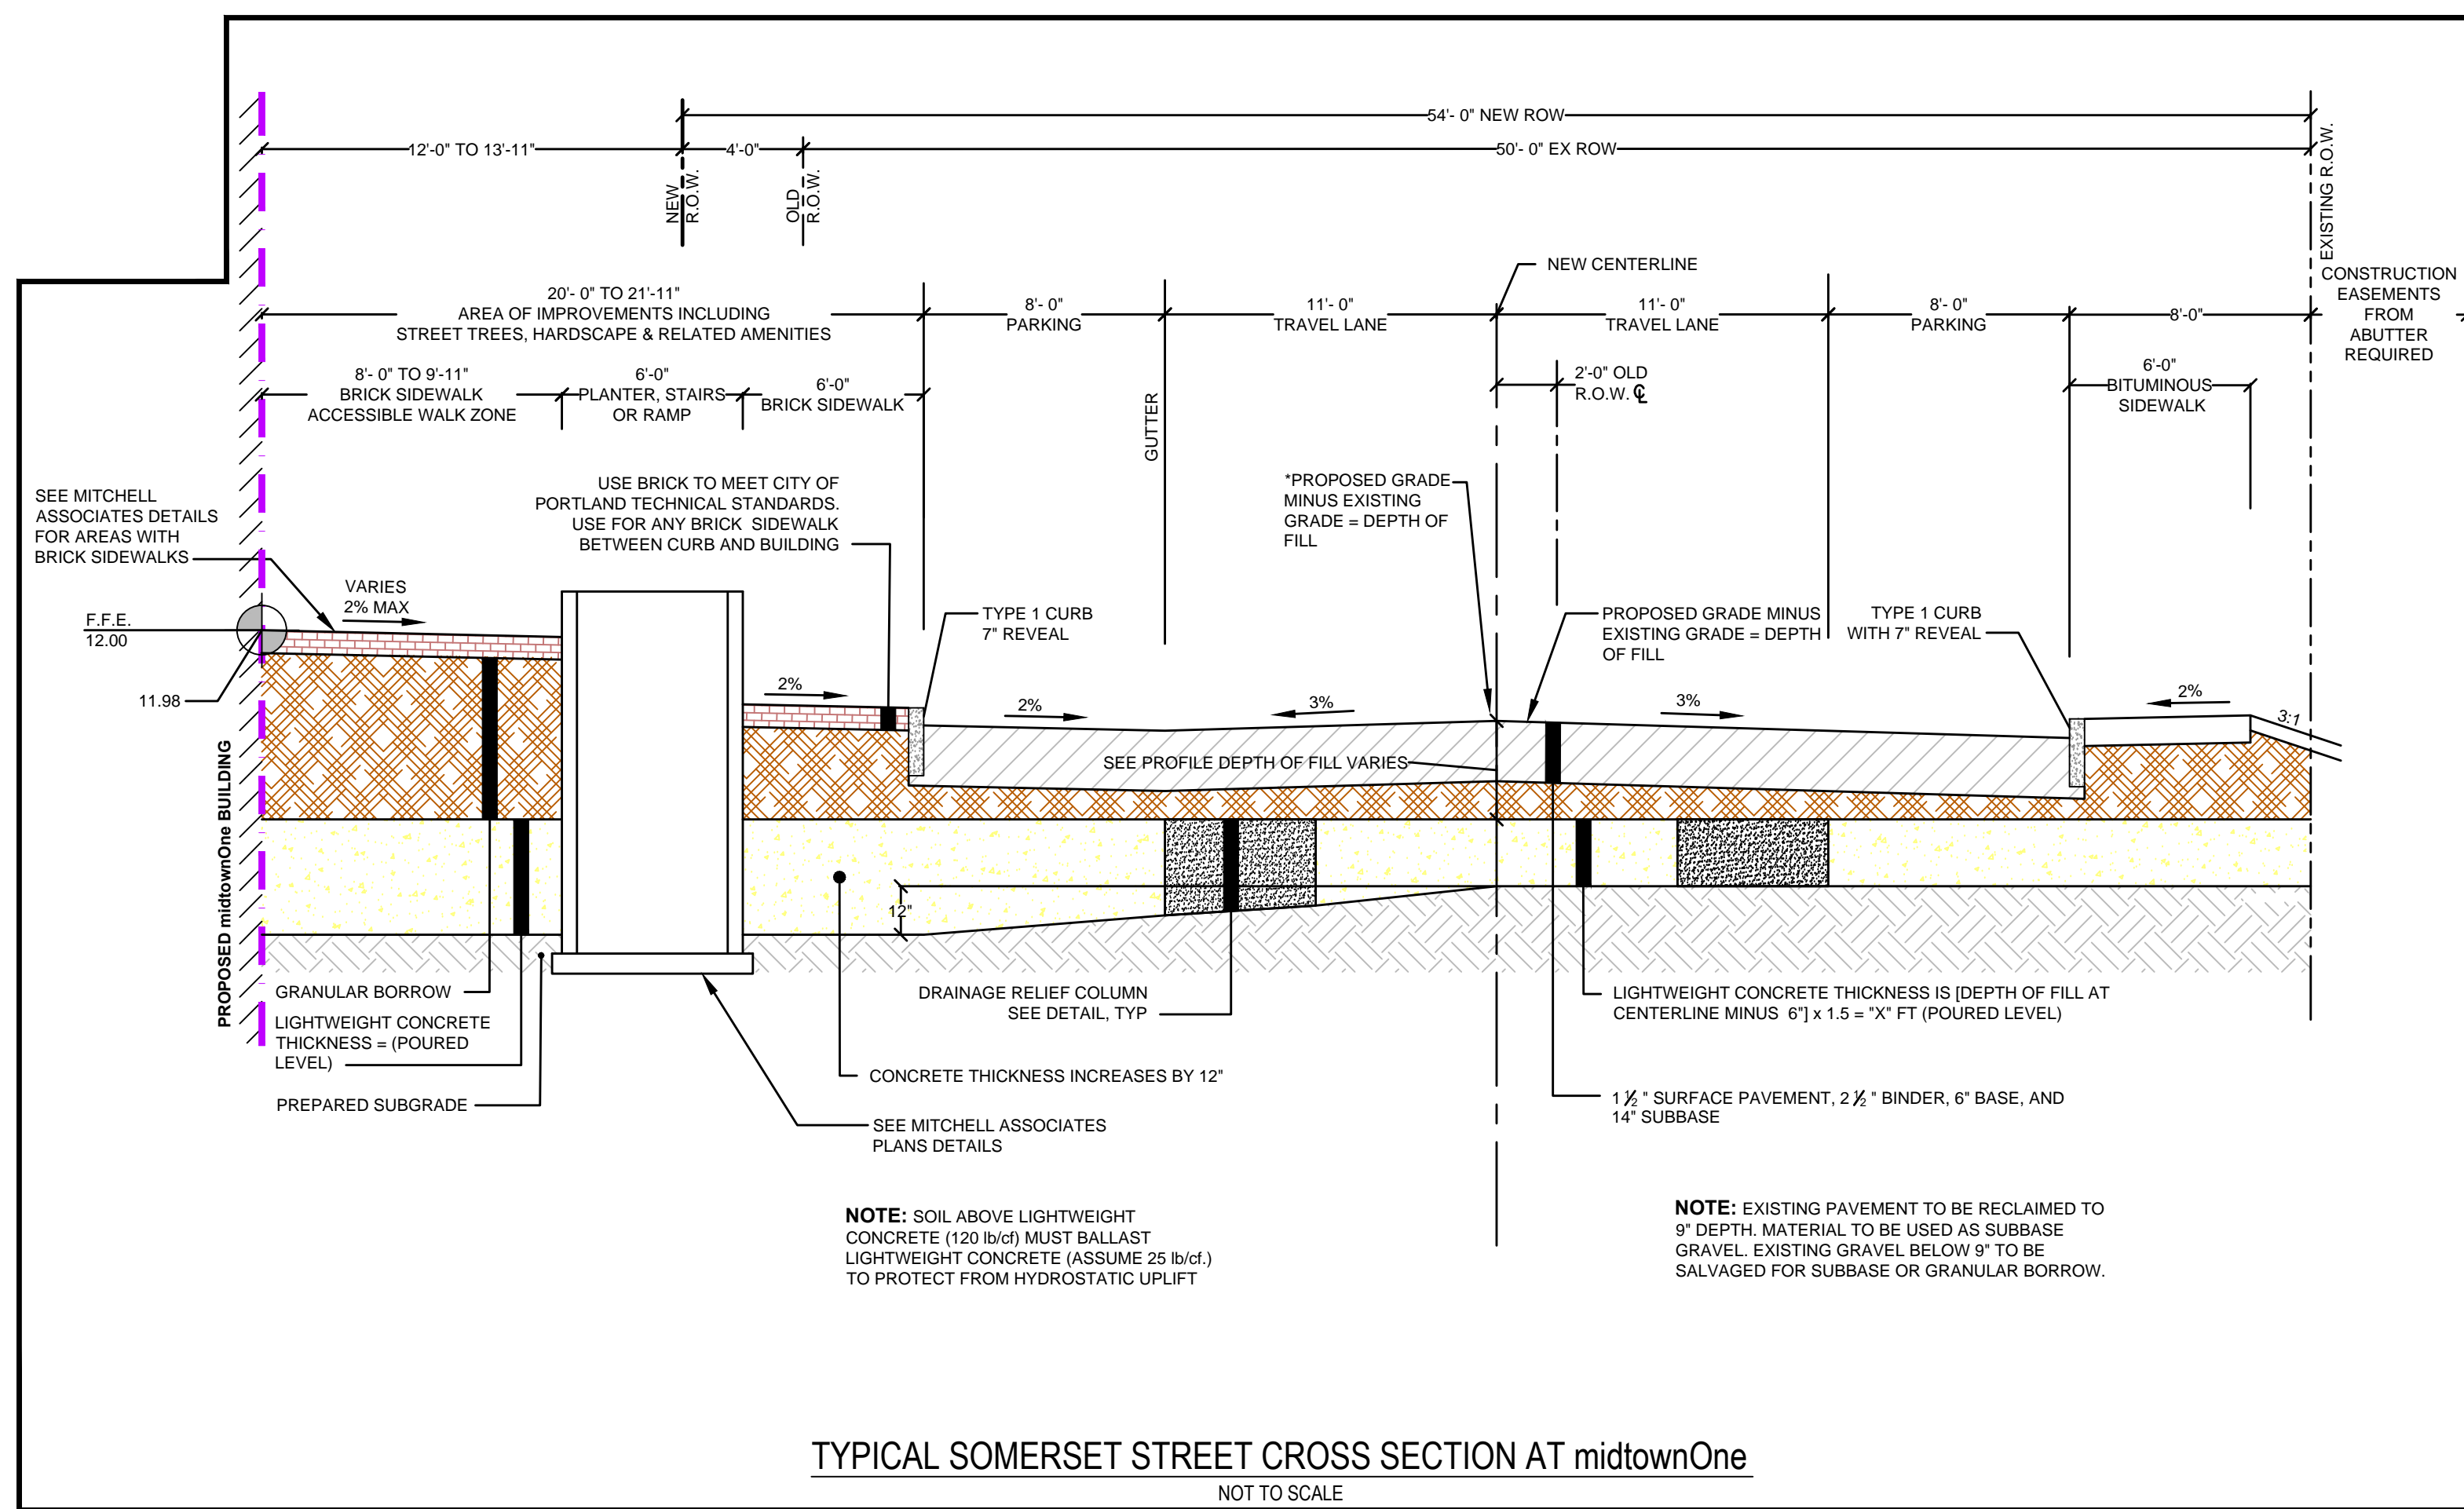 54'- 0" NEW ROW
12'-0" TO 13'-11"
4'-0"
50'- 0" EX ROW
NEW
R.O.W.
OLD
R.O.W.
EXISTING R.O.W.
NEW CENTERLINE
CONSTRUCTION
EASEMENTS
FROM
ABUTTER
REQUIRED
20'- 0" TO 21'-11"
AREA OF IMPROVEMENTS INCLUDING
STREET TREES, HARDSCAPE & RELATED AMENITIES
8'- 0"
PARKING
11'- 0"
TRAVEL LANE
11'- 0"
TRAVEL LANE
8'- 0"
PARKING
8'-0"
8'- 0" TO 9'-11"
BRICK SIDEWALK
ACCESSIBLE WALK ZONE
6'-0"
PLANTER, STAIRS
OR RAMP
6'-0"
BRICK SIDEWALK
GUTTER
2'-0" OLD
R.O.W. ℄
6'-0"
BITUMINOUS
SIDEWALK
SEE MITCHELL
ASSOCIATES DETAILS
FOR AREAS WITH
BRICK SIDEWALKS
USE BRICK TO MEET CITY OF
PORTLAND TECHNICAL STANDARDS.
USE FOR ANY BRICK SIDEWALK
BETWEEN CURB AND BUILDING
*PROPOSED GRADE
MINUS EXISTING
GRADE = DEPTH OF
FILL
VARIES
2% MAX
F.F.E.
12.00
11.98
TYPE 1 CURB
7" REVEAL
PROPOSED GRADE MINUS
EXISTING GRADE = DEPTH
OF FILL
TYPE 1 CURB
WITH 7" REVEAL
2%
2%
3%
3%
2%
3:1
SEE PROFILE DEPTH OF FILL VARIES
12"
PROPOSED midtownOne BUILDING
GRANULAR BORROW
LIGHTWEIGHT CONCRETE
THICKNESS = (POURED
LEVEL)
PREPARED SUBGRADE
DRAINAGE RELIEF COLUMN
SEE DETAIL, TYP
CONCRETE THICKNESS INCREASES BY 12"
SEE MITCHELL ASSOCIATES
PLANS DETAILS
LIGHTWEIGHT CONCRETE THICKNESS IS [DEPTH OF FILL AT
CENTERLINE MINUS 6"] x 1.5 = "X" FT (POURED LEVEL)
1 ½ " SURFACE PAVEMENT, 2 ½ " BINDER, 6" BASE, AND
14" SUBBASE
NOTE: SOIL ABOVE LIGHTWEIGHT
CONCRETE (120 lb/cf) MUST BALLAST
LIGHTWEIGHT CONCRETE (ASSUME 25 lb/cf.)
TO PROTECT FROM HYDROSTATIC UPLIFT
NOTE: EXISTING PAVEMENT TO BE RECLAIMED TO
9" DEPTH. MATERIAL TO BE USED AS SUBBASE
GRAVEL. EXISTING GRAVEL BELOW 9" TO BE
SALVAGED FOR SUBBASE OR GRANULAR BORROW.
TYPICAL SOMERSET STREET CROSS SECTION AT midtownOne
NOT TO SCALE